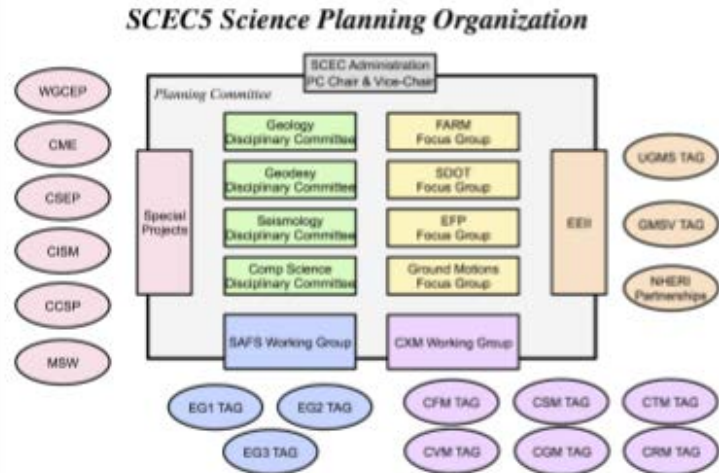 SCEC5 Science Planning Organization
SCEC Administration
PC Chair & Vice-Chair
Planning Committee
WGCEP
CME
CSEP
CISM
CCSP
MSW
Special
Projects
Geology
Disciplinary Committee
Geodesy
Disciplinary Committee
Seismology
Disciplinary Committee
Comp Science
Disciplinary Committee
FARM
Focus Group
SDOT
Focus Group
EFP
Focus Group
Ground Motions
Focus Group
EEII
UGMS TAG
GMSV TAG
NHERI
Partnerships
SAFS Working Group
CXM Working Group
EG1 TAG
EG2 TAG
EG3 TAG
CFM TAG
CSM TAG
CTM TAG
CVM TAG
CGM TAG
CRM TAG